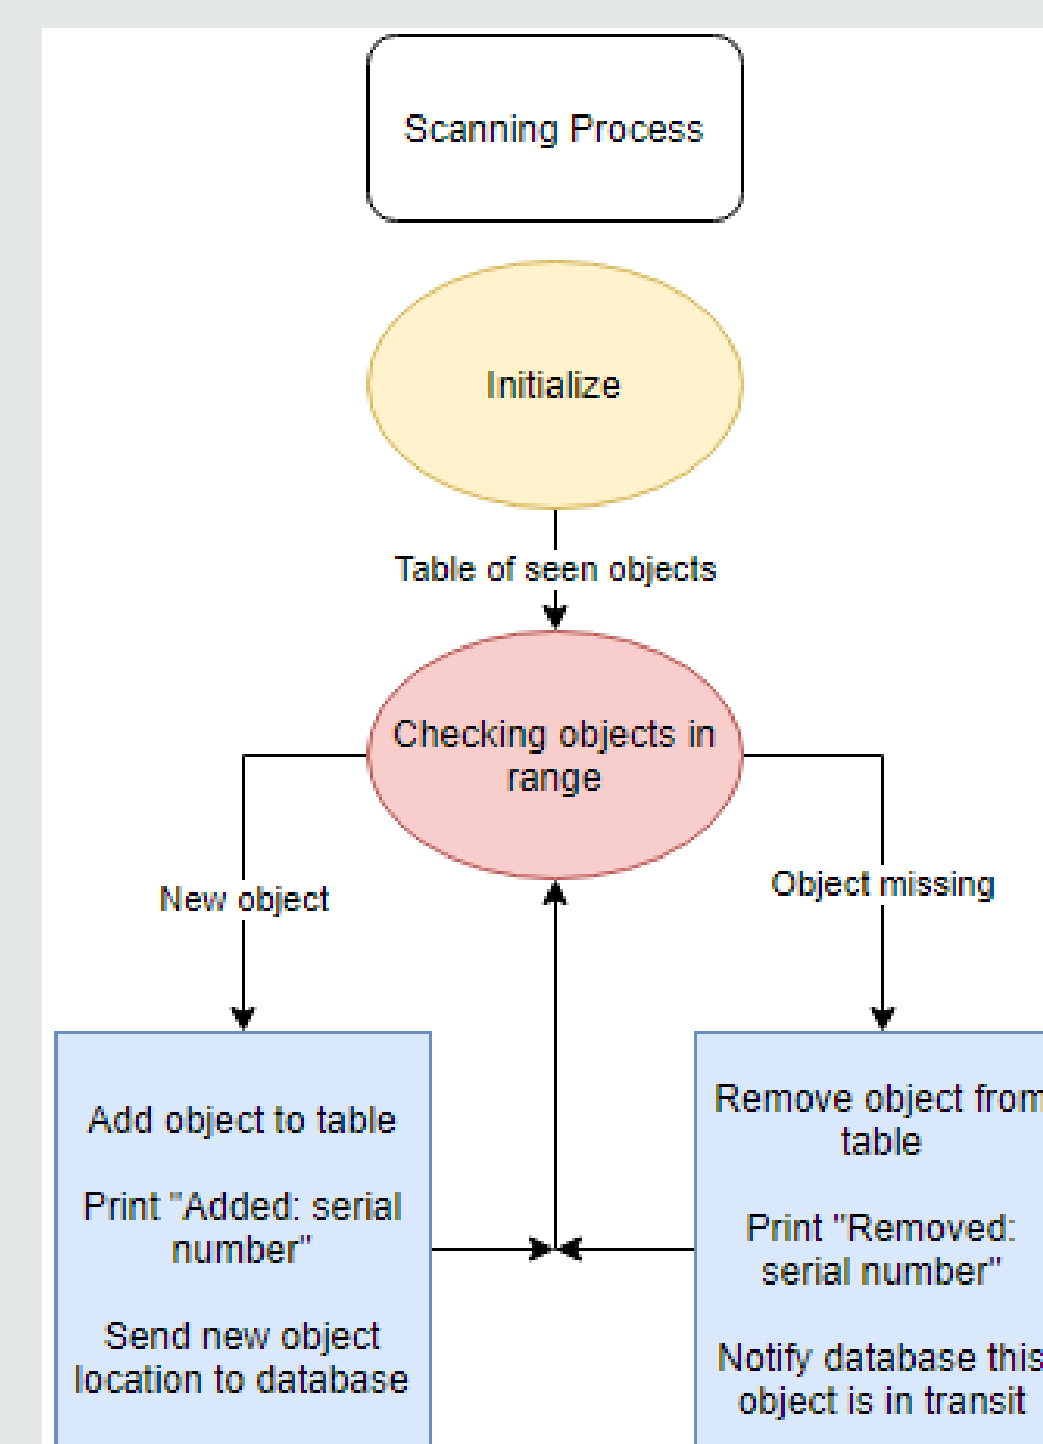 Scanning Process
Initialize
Table of seen objects
Checking objects in
range
New object
Object missing
Add object to table
Print "Added: serial
number"
Send new object
location to database
Remove object from
table
Print "Removed:
serial number"
Notify database this
object is in transit